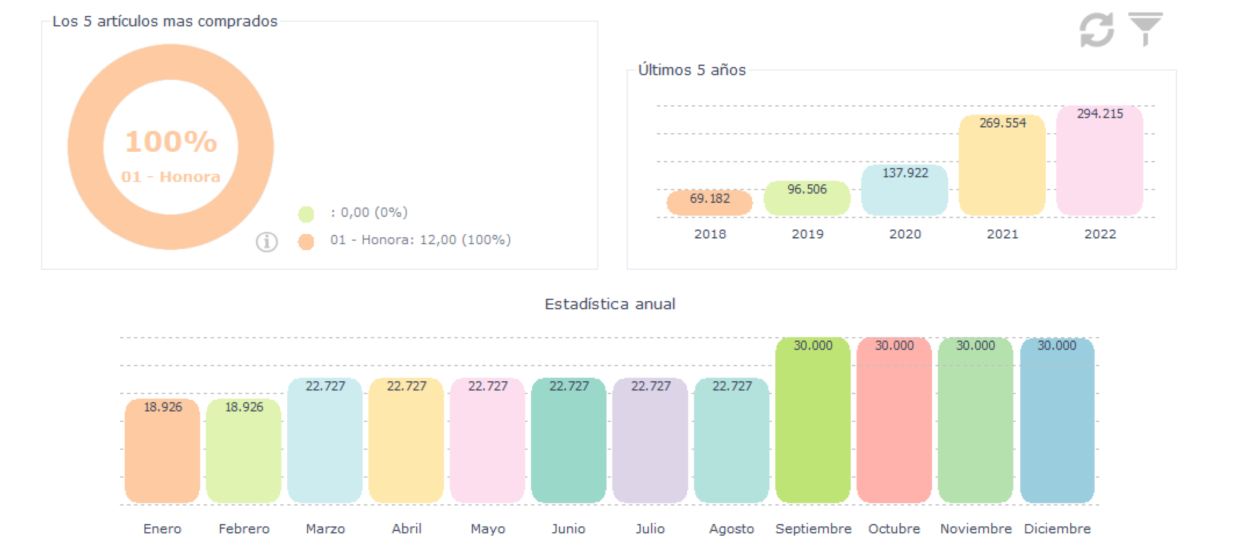 Los 5 artículos mas comprados
100%
01 - Honora
: 0,00 (0%)
01 - Honora: 12,00 (100%)
Últimos 5 años
69.182
96.506
137.922
269.554
294.215
2018
2019
2020
2021
2022
Estadística anual
18.926
18.926
22.727
22.727
22.727
22.727
22.727
22.727
30.000
30.000
30.000
30.000
Enero
Febrero
Marzo
Abril
Mayo
Junio
Julio
Agosto
Septiembre
Octubre
Noviembre
Diciembre